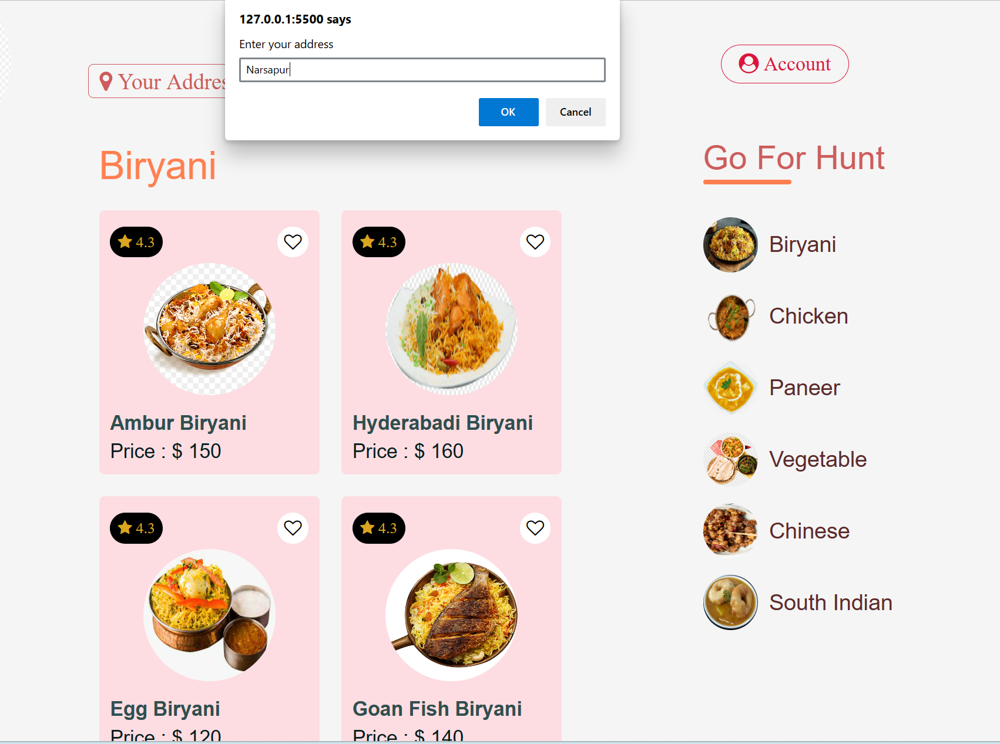 127.0.0.1:5500 says
Enter your address
Narsapur
OK
Cancel
Your Addres
Account
Biryani
4.3
4.3
Ambur Biryani
Price : $ 150
Hyderabadi Biryani
Price : $ 160
4.3
4.3
Egg Biryani
Price : $ 120
Goan Fish Biryani
Price : $ 140
Go For Hunt
Biryani
Chicken
Paneer
Vegetable
Chinese
South Indian